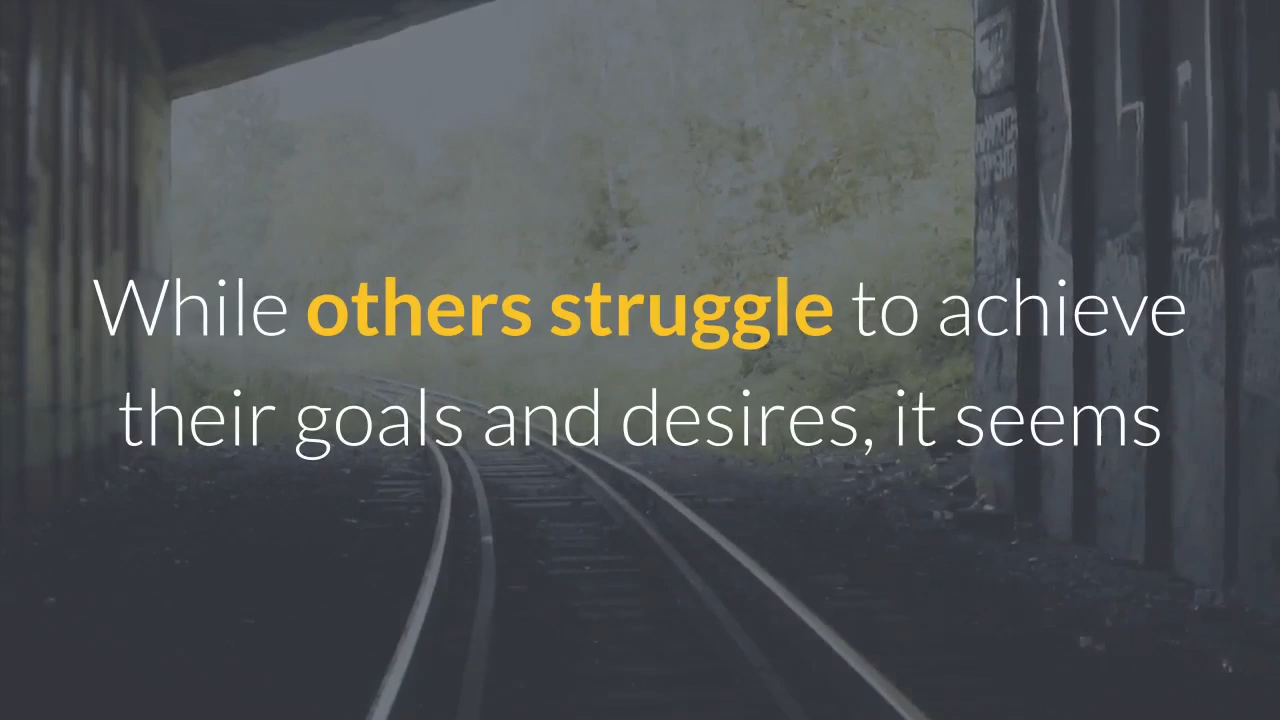 While others struggle to achieve
their goals and desires, it seems